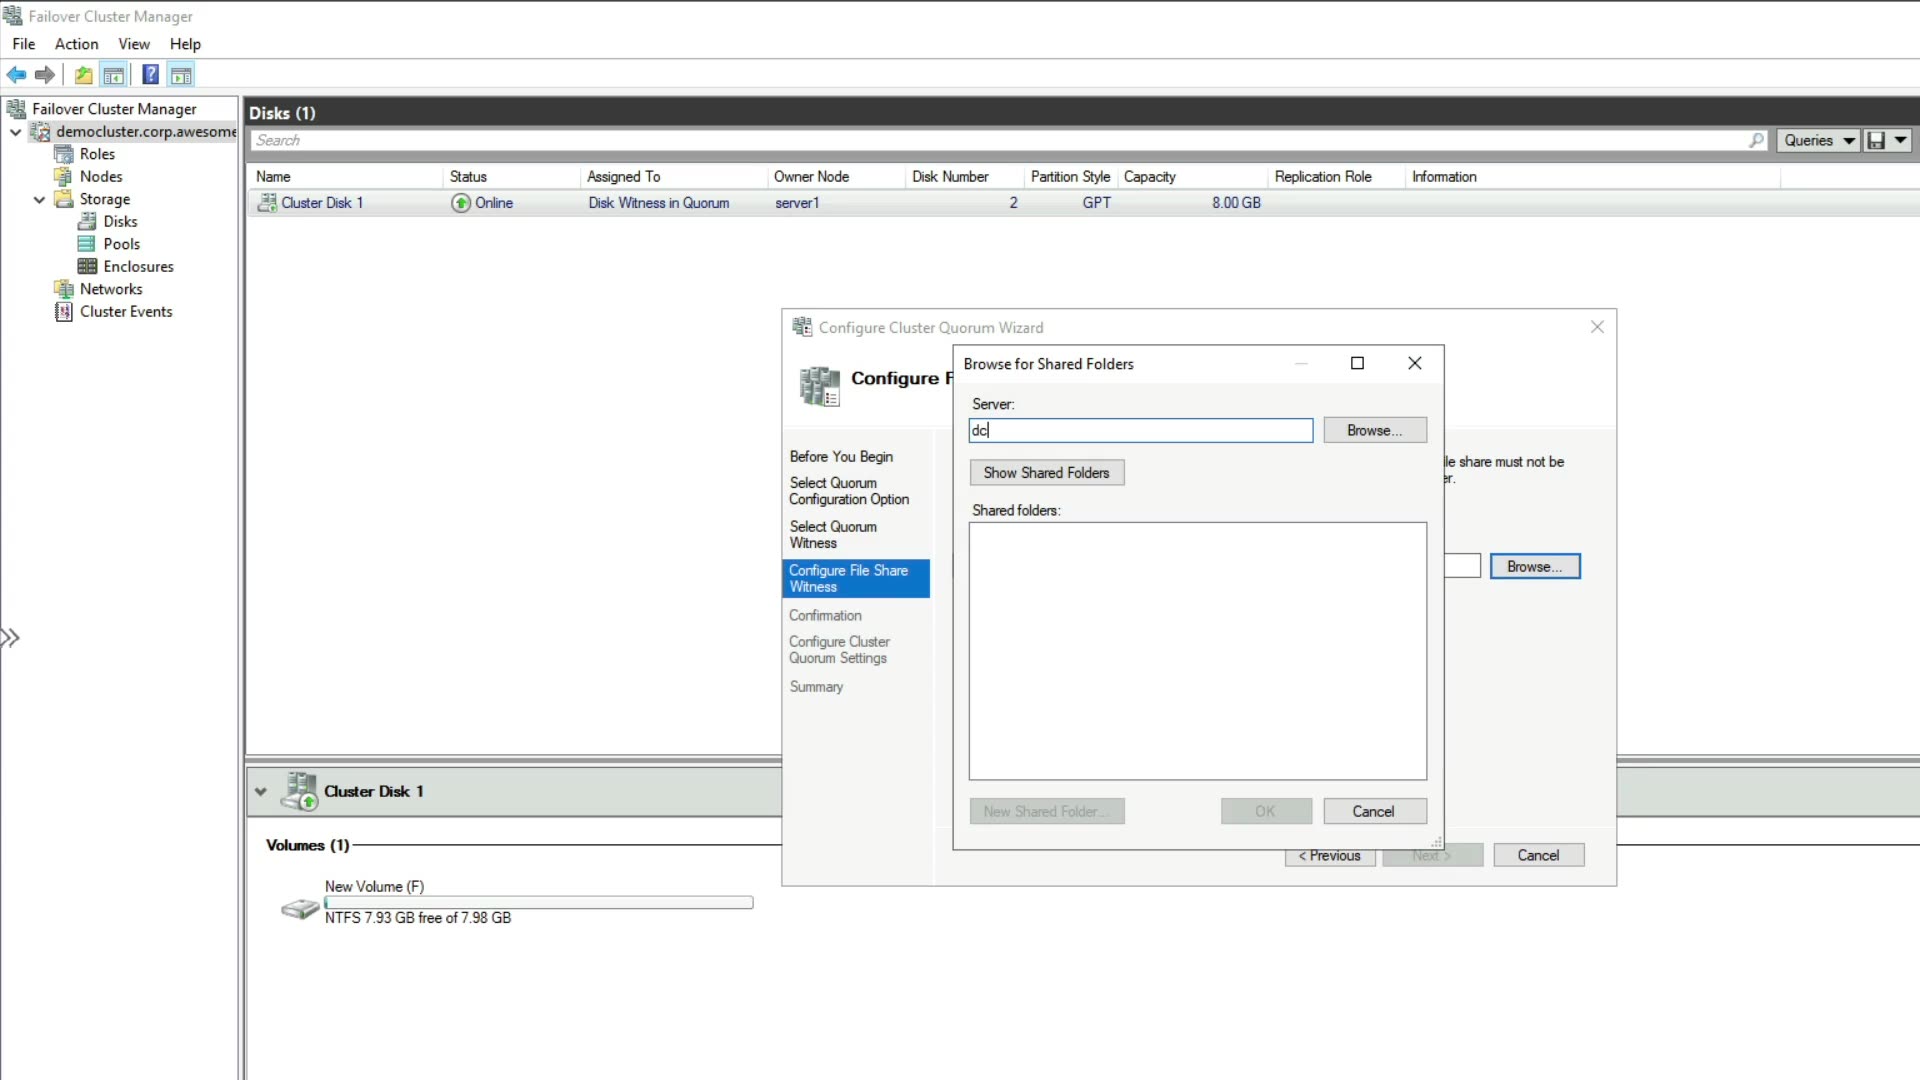 Failover Cluster Manager
File Action View Help
Failover Cluster Manager
democluster.corp.awesome
Roles
Nodes
Storage
Disks
Pools
Enclosures
Networks
Cluster Events
Disks (1)
Search
Queries
Name Status Assigned To Owner Node Disk Number Partition Style Capacity Replication Role Information
Cluster Disk 1 Online Disk Witness in Quorum server1 2 GPT 8.00 GB
Configure Cluster Quorum Wizard
Configure F
Before You Begin
Select Quorum
Configuration Option
Select Quorum
Witness
Configure File Share
Witness
Confirmation
Configure Cluster
Quorum Settings
Summary
le share must not be
er.
Browse...
< Previous
Next >
Cancel
Browse for Shared Folders
Server:
dc
Browse...
Show Shared Folders
Shared folders:
New Shared Folder...
OK
Cancel
Cluster Disk 1
Volumes (1)
New Volume (F)
NTFS 7.93 GB free of 7.98 GB